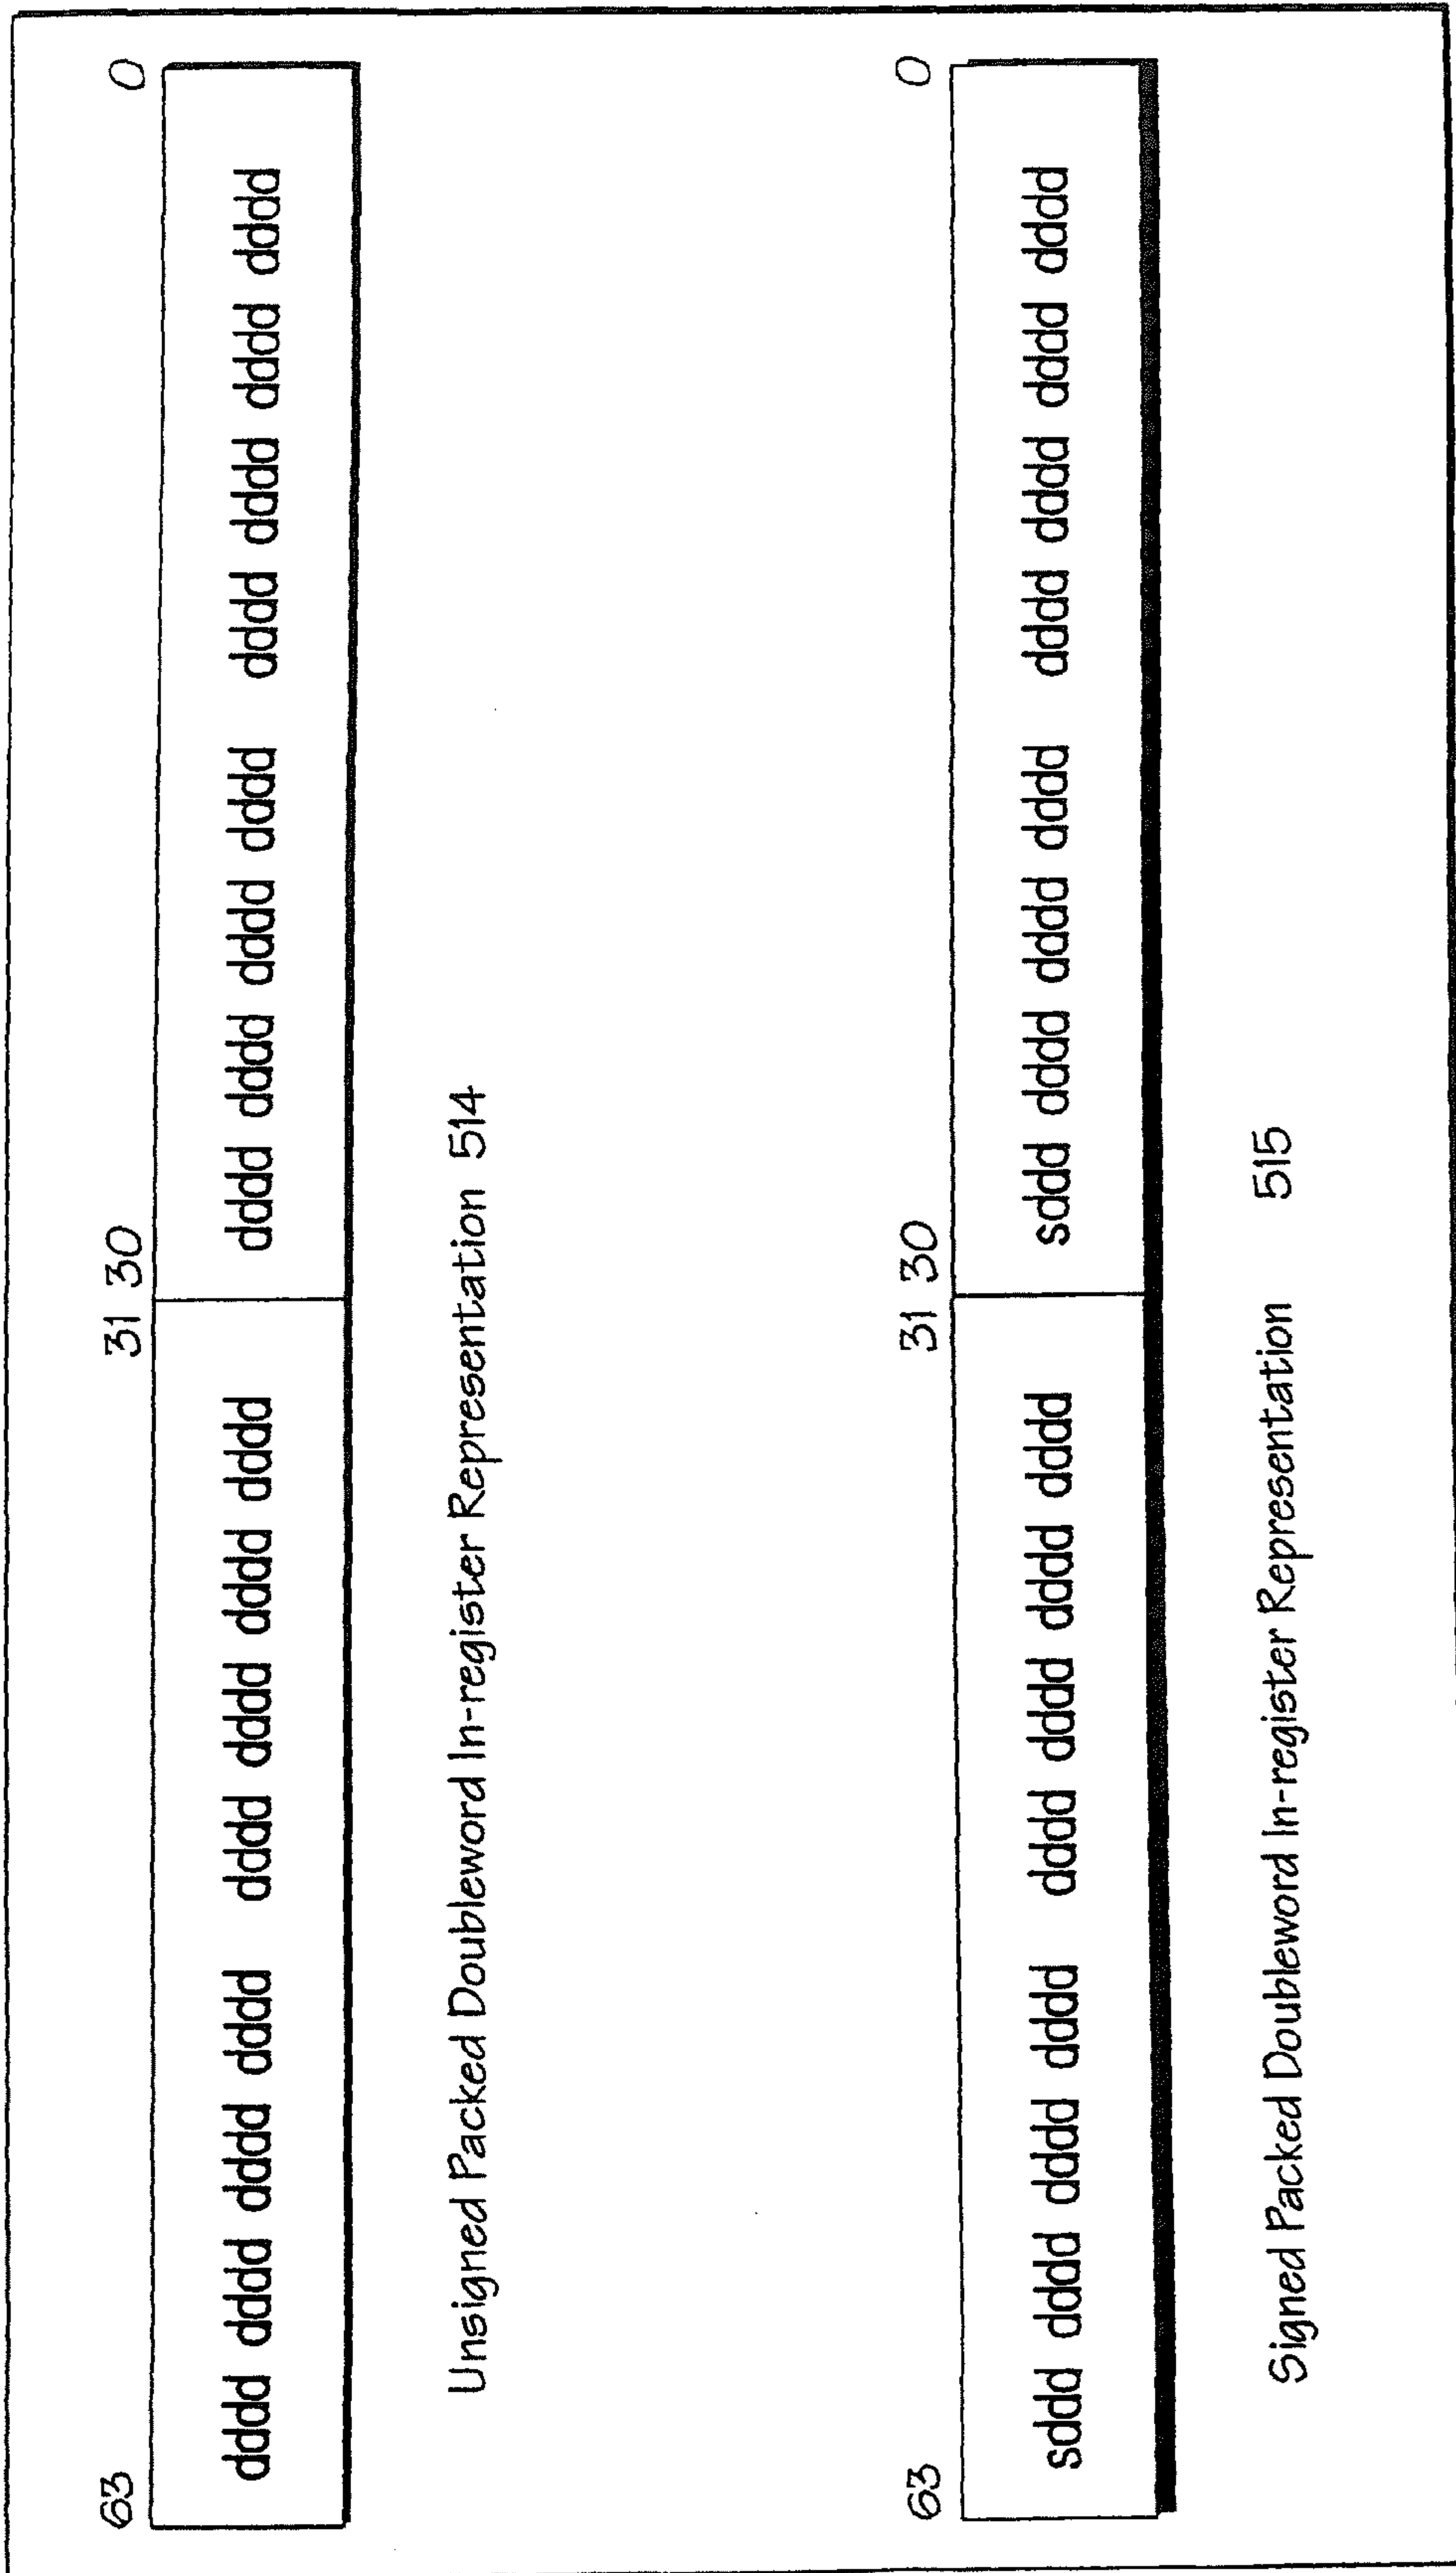 63 31 30 0
dddd dddd dddd dddd dddd dddd dddd dddd dddd dddd dddd dddd dddd dddd dddd dddd
Unsigned Packed Doubleword In-register Representation 514
63 31 30 0
sddd dddd dddd dddd dddd dddd dddd dddd sddd dddd dddd dddd dddd dddd dddd dddd
Signed Packed Doubleword In-register Representation 515